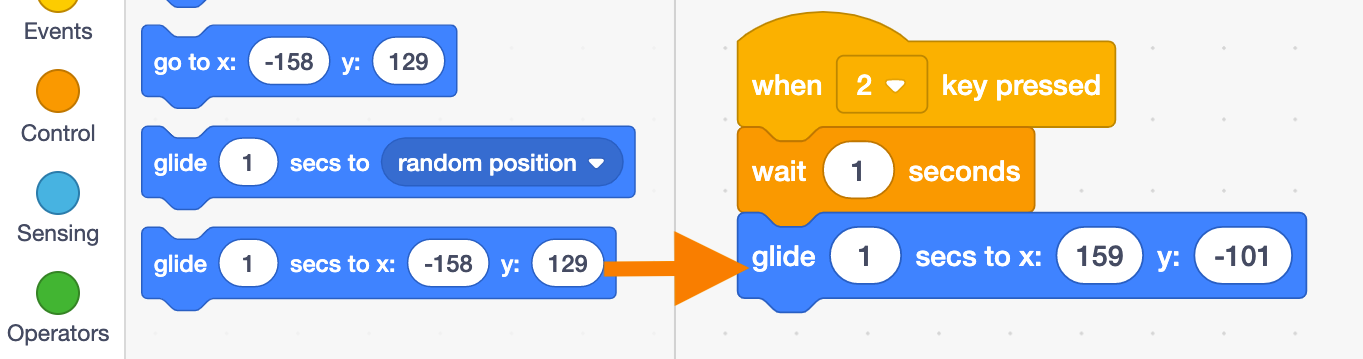 Events
Control
Sensing
Operators
go to x: -158 y: 129
glide 1 secs to random position
glide 1 secs to x: -158 y: 129
when 2 key pressed
wait 1 seconds
glide 1 secs to x: 159 y: -101